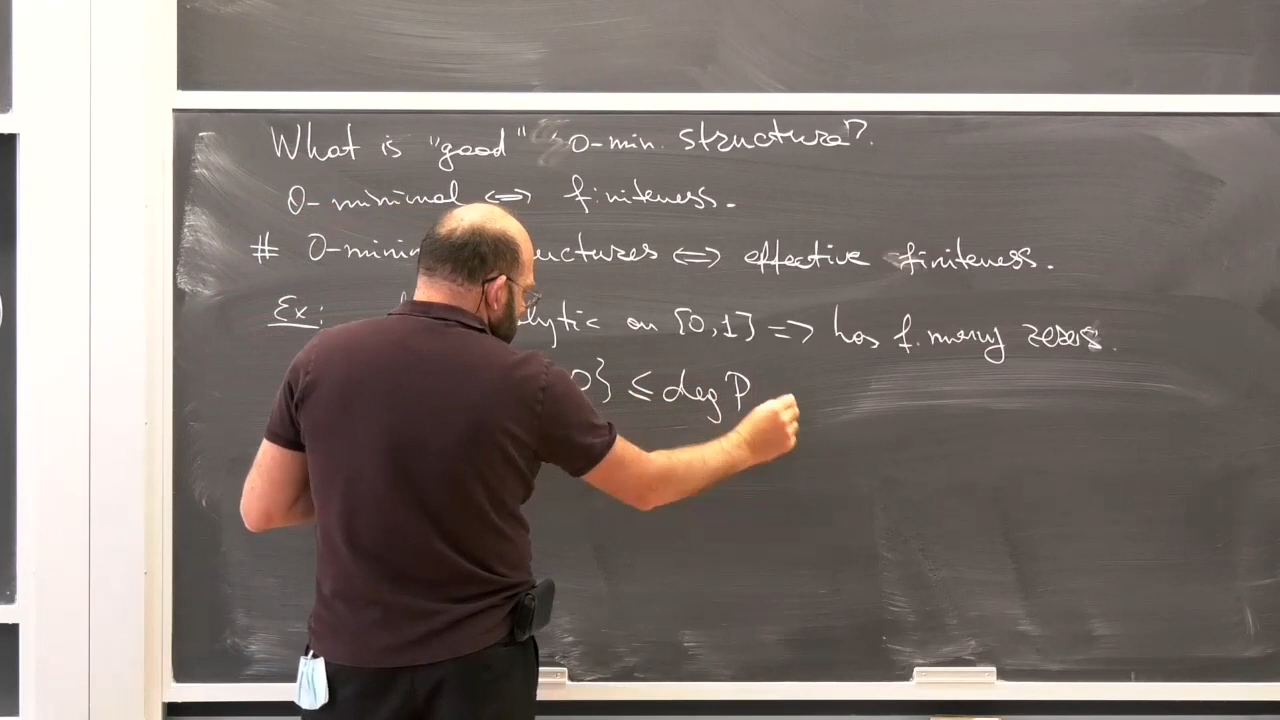 What is "good" o-min. structure?
O-minimal <=> finiteness.
# O-mini uctures <=> effective finiteness.
Ex: lytic on [0,1] => has f. many zeros.
0} ≤ deg P